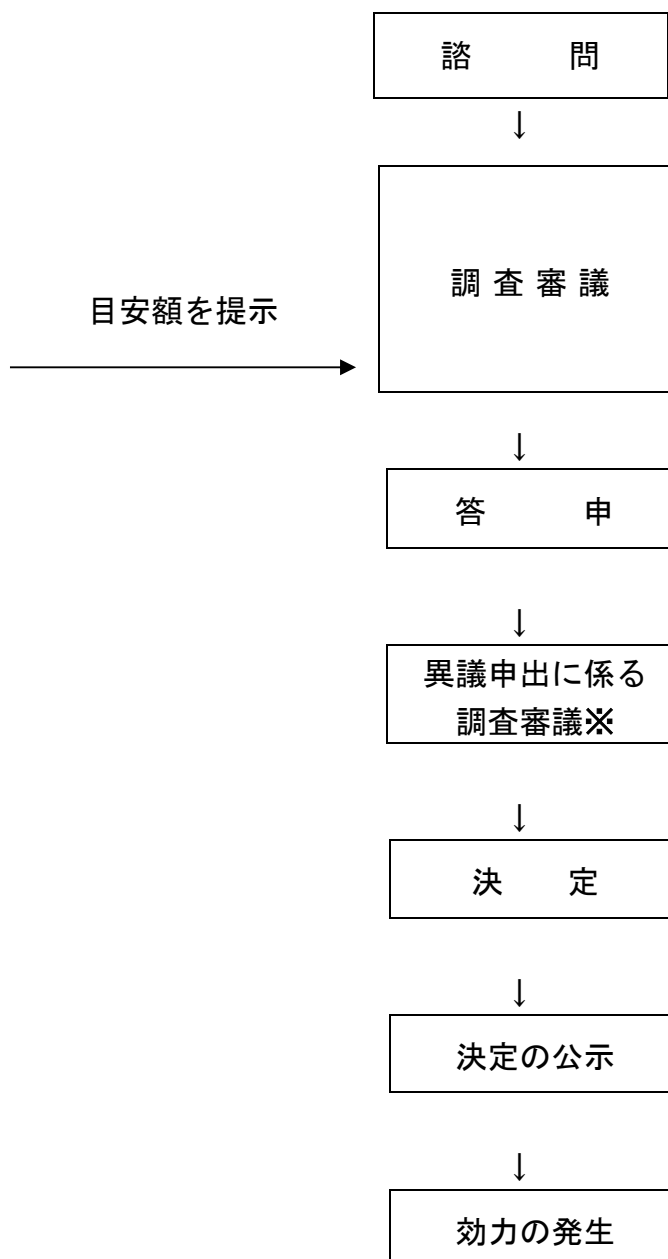 諮　　問
↓
調 査 審 議
目安額を提示
↓
答　　申
↓
異議申出に係る
調査審議※
↓
決　定
↓
決定の公示
↓
効力の発生